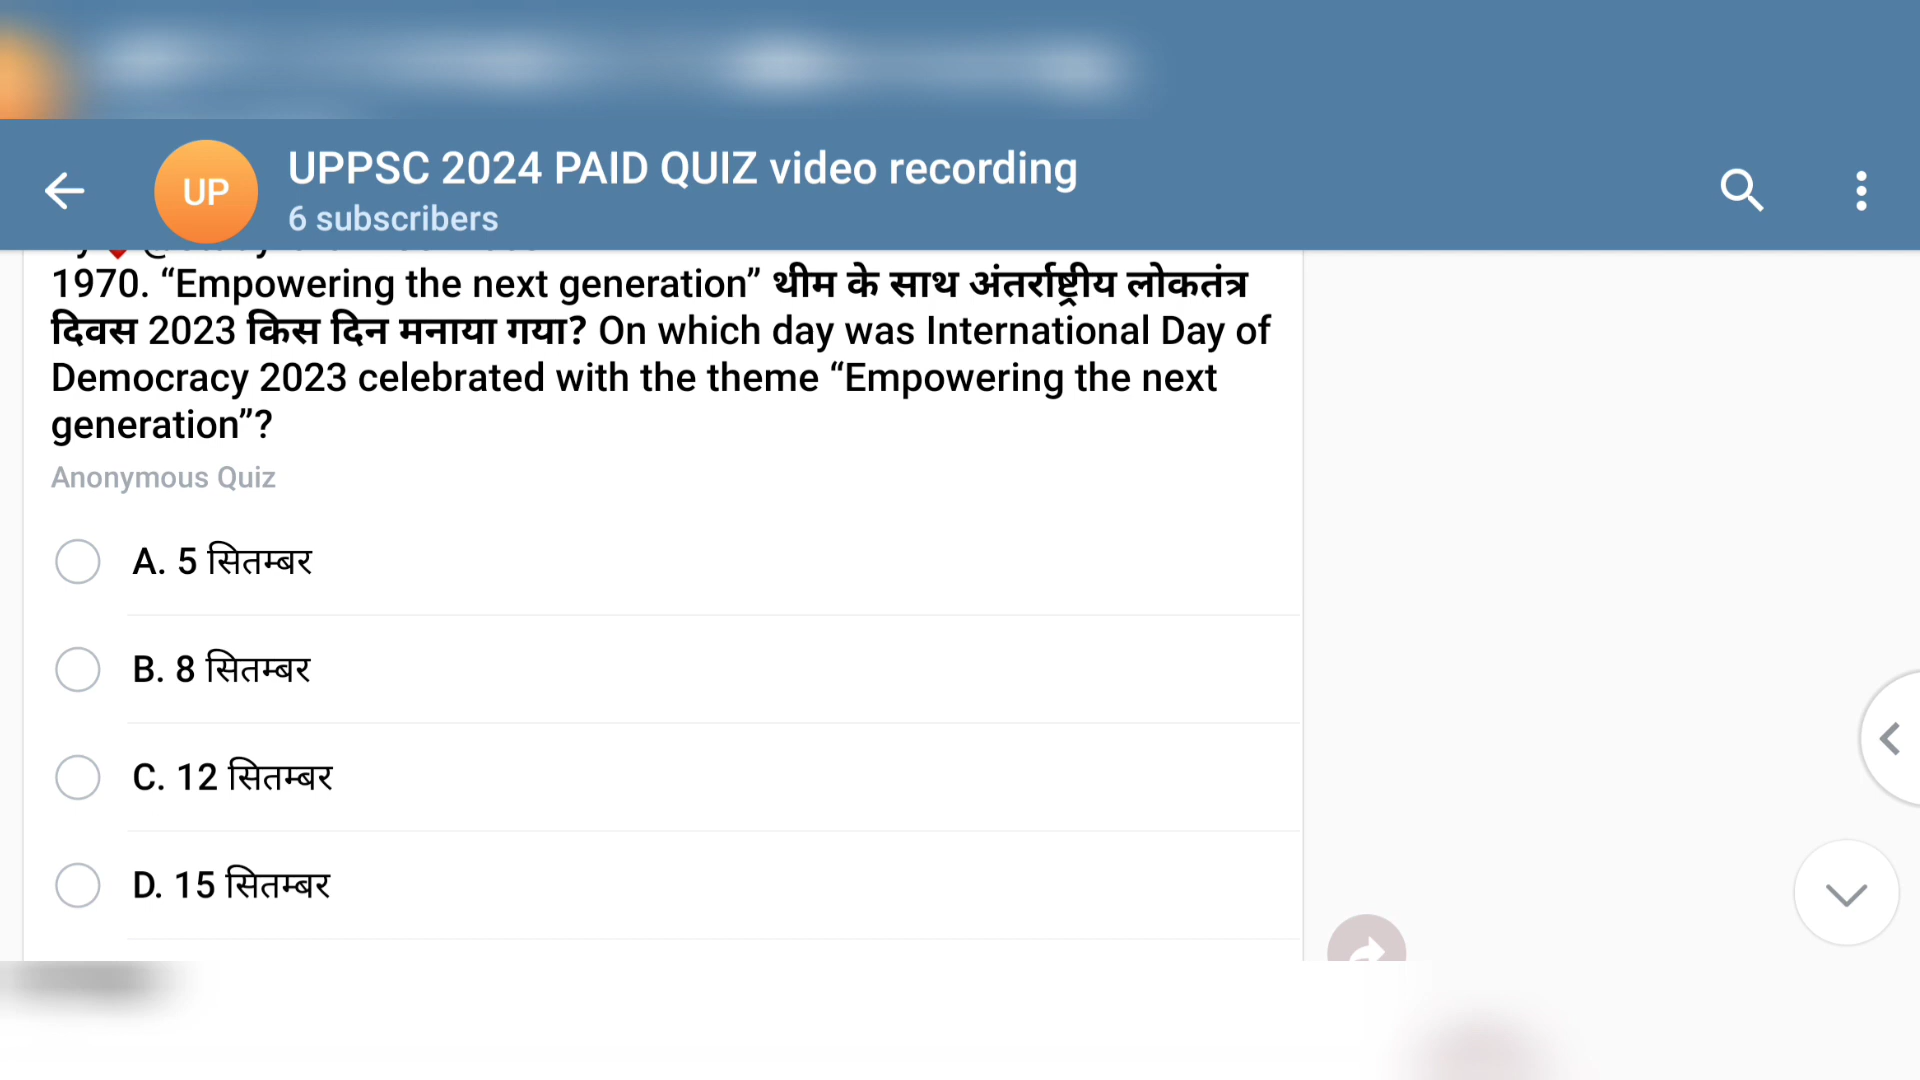 UP
UPPSC 2024 PAID QUIZ video recording
6 subscribers
1970. “Empowering the next generation” थीम के साथ अंतर्राष्ट्रीय लोकतंत्र
दिवस 2023 किस दिन मनाया गया? On which day was International Day of
Democracy 2023 celebrated with the theme “Empowering the next
generation”?
Anonymous Quiz
A. 5 सितम्बर
B. 8 सितम्बर
C. 12 सितम्बर
D. 15 सितम्बर